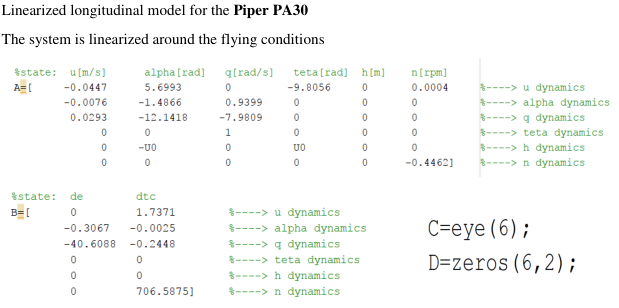 Linearized longitudinal model for the Piper PA30
The system is linearized around the flying conditions
%state: u[m/s] alpha[rad] q[rad/s] teta[rad] h[m] n[rpm]
A=[ -0.0447 5.6993 0 -9.8056 0 0.0004 %----> u dynamics
-0.0076 -1.4866 0.9399 0 0 0 %----> alpha dynamics
0.0293 -12.1418 -7.9809 0 0 0 %----> q dynamics
0 0 1 0 0 0 %----> teta dynamics
0 -U0 0 U0 0 0 %----> h dynamics
0 0 0 0 0 -0.4462] %----> n dynamics
%state: de dtc
B=[ 0 1.7371 %----> u dynamics
-0.3067 -0.0025 %----> alpha dynamics
-40.6088 -0.2448 %----> q dynamics
0 0 %----> teta dynamics
0 0 %----> h dynamics
0 706.5875] %----> n dynamics
C=eye(6);
D=zeros(6,2);